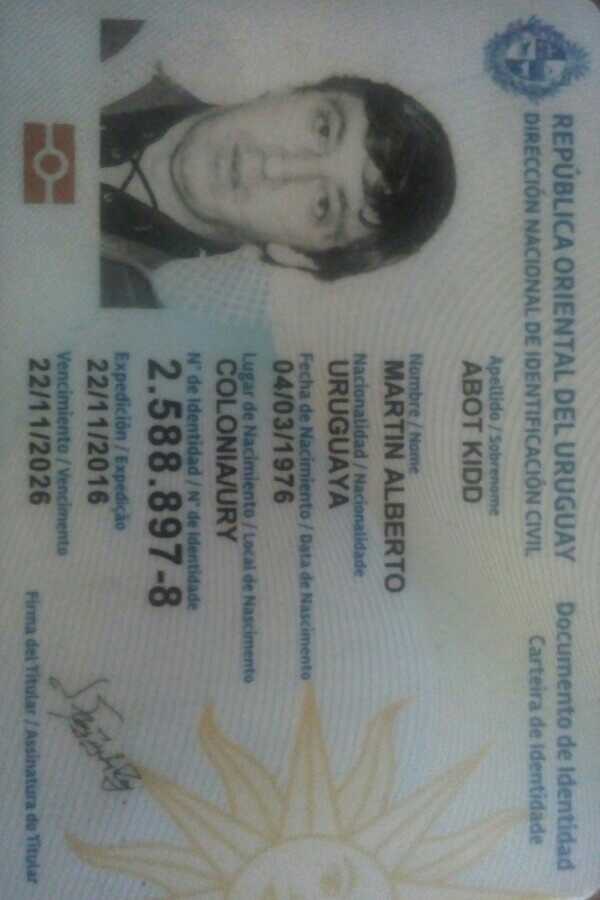 REPÚBLICA ORIENTAL DEL URUGUAY
DIRECCIÓN NACIONAL DE IDENTIFICACIÓN CIVIL
Documento de Identidad
Carteira de Identidade
Apellido / Sobrenome
ABOT KIDD
Nombre / Nome
MARTIN ALBERTO
Nacionalidad / Nacionalidade
URUGUAYA
Fecha de Nacimiento / Data de Nascimento
04/03/1976
Lugar de Nacimiento / Local de Nascimento
COLONIA/URY
N° de Identidad / N° de Identidade
2.588.897-8
Expedición / Expedição
22/11/2016
Vencimiento / Vencimento
22/11/2026
Firma del Titular / Assinatura do Titular